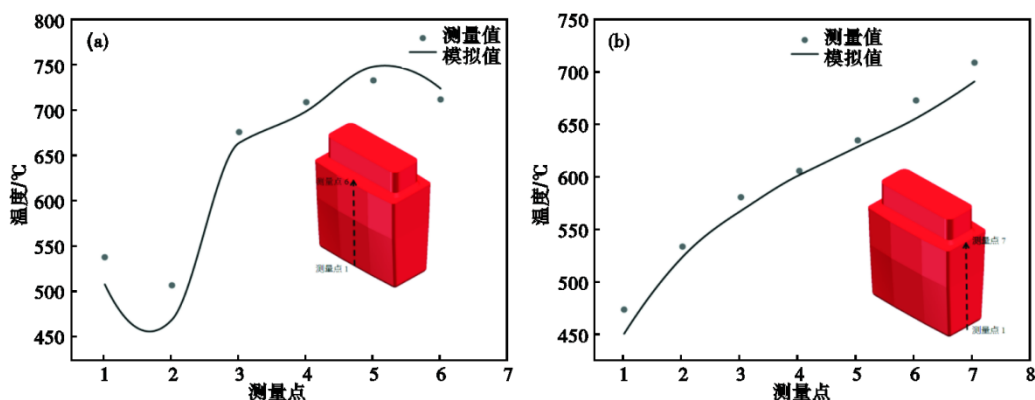 (a)
测量值
模拟值
800
750
700
650
600
550
500
450
温度/℃
测量点 6
测量点 1
1 2 3 4 5 6 7
测量点
(b)
测量值
模拟值
750
700
650
600
550
500
450
温度/℃
测量点 7
测量点 1
1 2 3 4 5 6 7 8
测量点